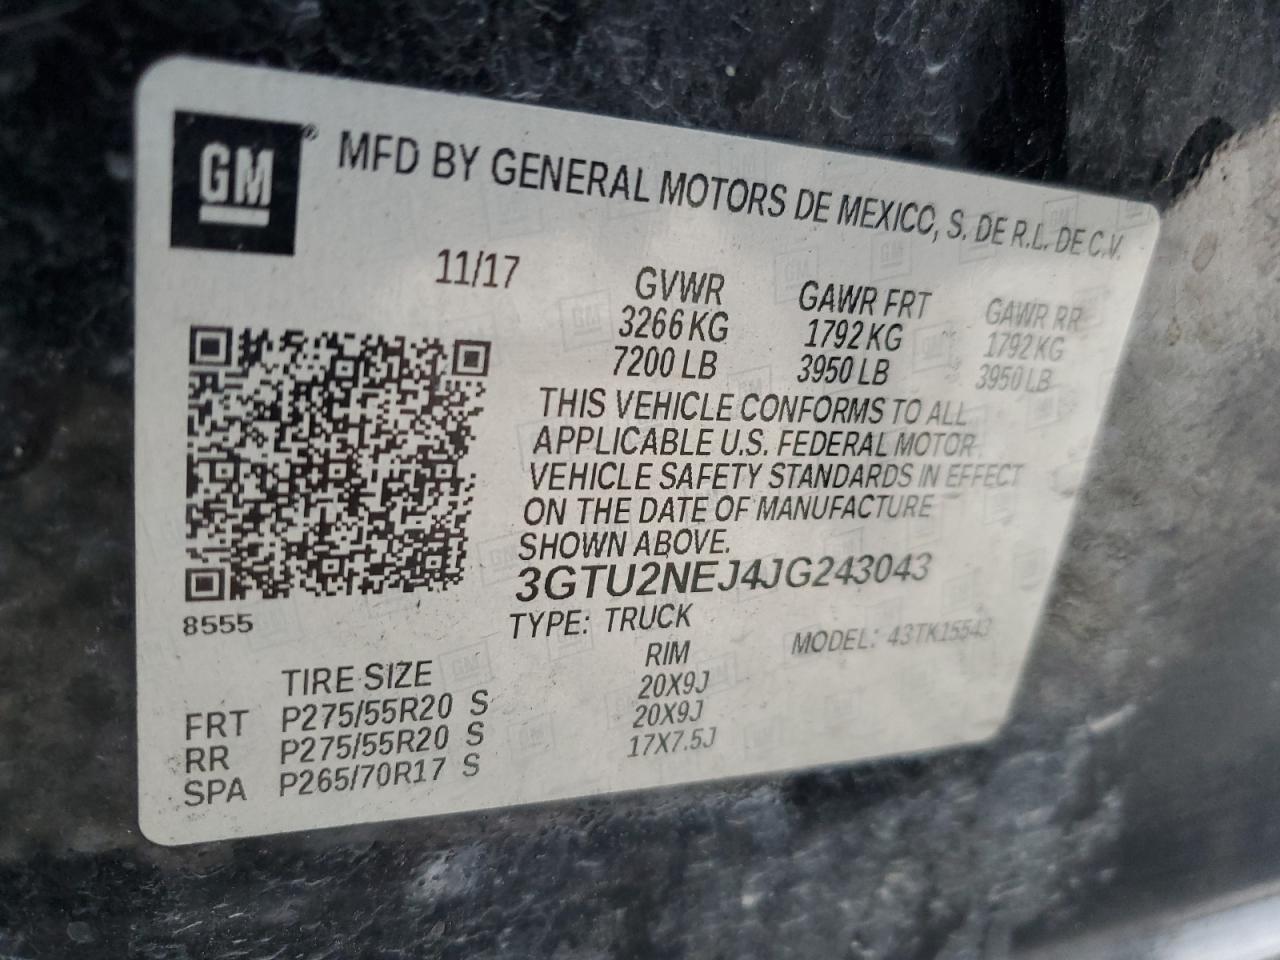 GM® MFD BY GENERAL MOTORS DE MEXICO, S. DE R.L. DE C.V.
11/17 GVWR GAWR FRT GAWR RR
3266 KG 1792 KG 1792 KG
7200 LB 3950 LB 3950 LB
THIS VEHICLE CONFORMS TO ALL
APPLICABLE U.S. FEDERAL MOTOR
VEHICLE SAFETY STANDARDS IN EFFECT
ON THE DATE OF MANUFACTURE
SHOWN ABOVE.
3GTU2NEJ4JG243043
8555 TYPE: TRUCK MODEL: 43TK15543
TIRE SIZE RIM
FRT P275/55R20 S 20X9J
RR P275/55R20 S 20X9J
SPA P265/70R17 S 17X7.5J